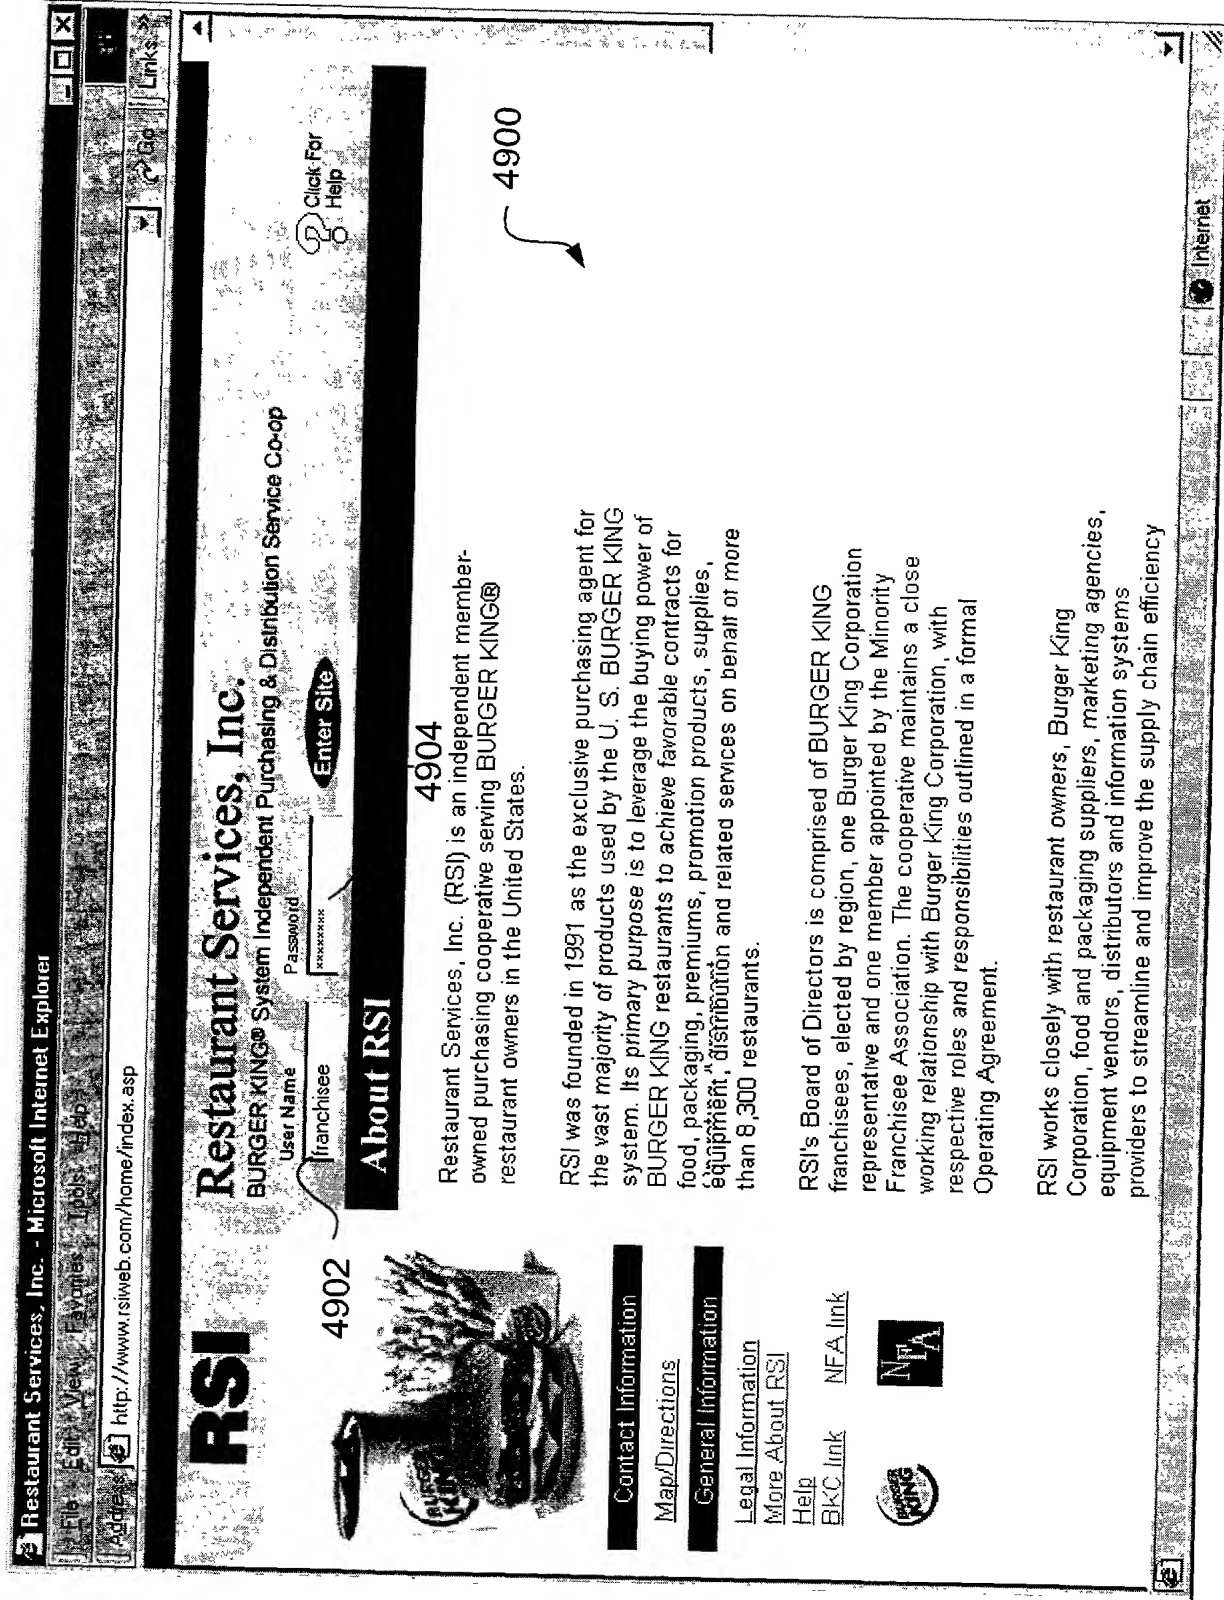 Restaurant Services, Inc. - Microsoft Internet Explorer
File Edit View Favorites Tools Help
Address http://www.rsiweb.com/home/index.asp Go Links »
RSI
Restaurant Services, Inc.
BURGER KING® System Independent Purchasing & Distribution Service Co-op
User Name Password
franchisee xxxxxxxx Enter Site Click For
Help
4902
4904
4900
About RSI
BURGER
KING
Contact Information
Map/Directions
General Information
Legal Information
More About RSI
Help
BKC Link NFA Link
BURGER
KING
NFA
Restaurant Services, Inc. (RSI) is an independent member-
owned purchasing cooperative serving BURGER KING®
restaurant owners in the United States.
RSI was founded in 1991 as the exclusive purchasing agent for
the vast majority of products used by the U. S. BURGER KING
system. Its primary purpose is to leverage the buying power of
BURGER KING restaurants to achieve favorable contracts for
food, packaging, premiums, promotion products, supplies,
equipment, distribution and related services on behalf of more
than 8,300 restaurants.
RSI's Board of Directors is comprised of BURGER KING
franchisees, elected by region, one Burger King Corporation
representative and one member appointed by the Minority
Franchisee Association. The cooperative maintains a close
working relationship with Burger King Corporation, with
respective roles and responsibilities outlined in a formal
Operating Agreement.
RSI works closely with restaurant owners, Burger King
Corporation, food and packaging suppliers, marketing agencies,
equipment vendors, distributors and information systems
providers to streamline and improve the supply chain efficiency
Internet